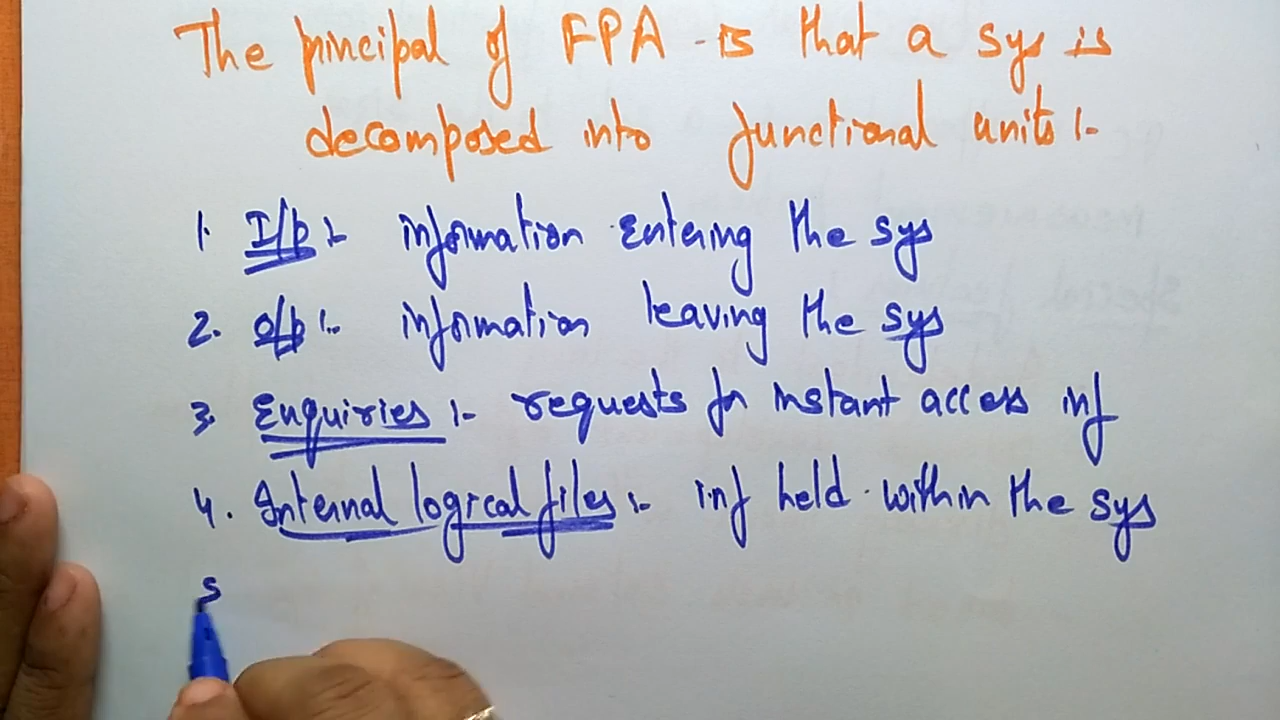 The principal of FPA - is that a sys is
decomposed into functional units :-
1. I/p :- information entering the sys
2. o/p :- information leaving the sys
3. Enquiries :- requests for instant access inf
4. Internal logical files :- inf held within the sys
5